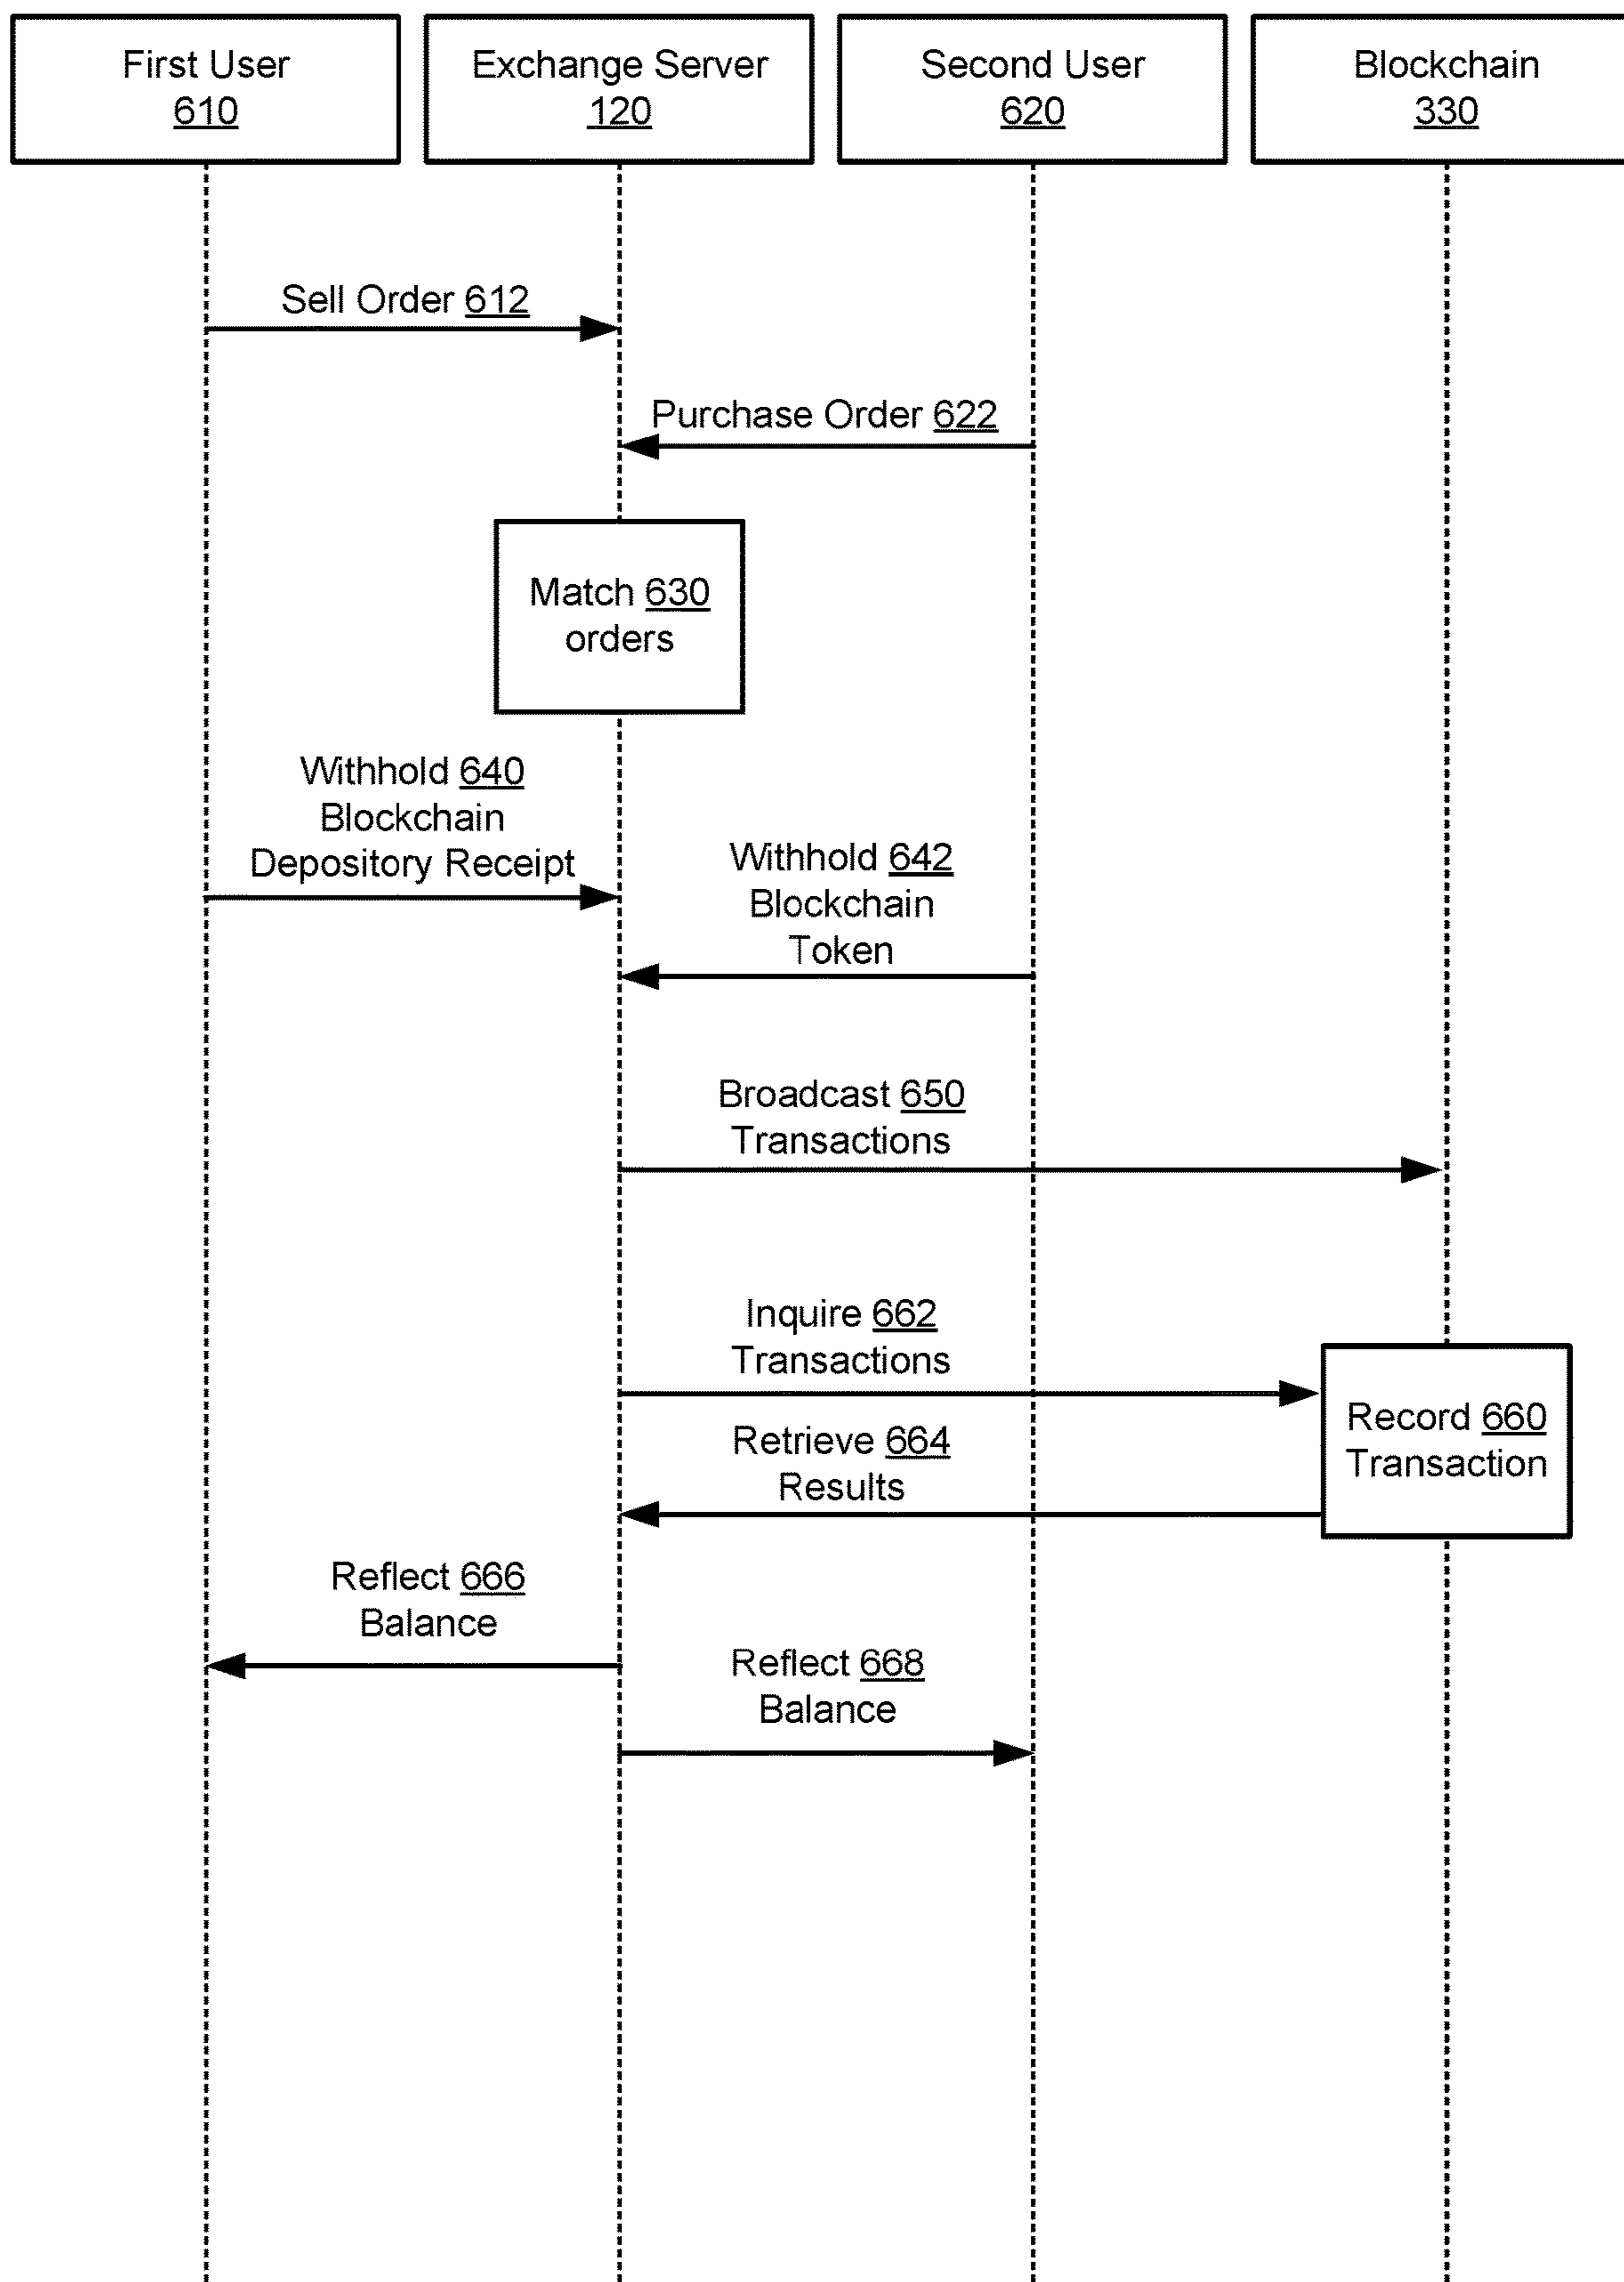 First User
610
Exchange Server
120
Second User
620
Blockchain
330
Sell Order 612
Purchase Order 622
Match 630
orders
Withhold 640
Blockchain
Depository Receipt
Withhold 642
Blockchain
Token
Broadcast 650
Transactions
Inquire 662
Transactions
Record 660
Transaction
Retrieve 664
Results
Reflect 666
Balance
Reflect 668
Balance